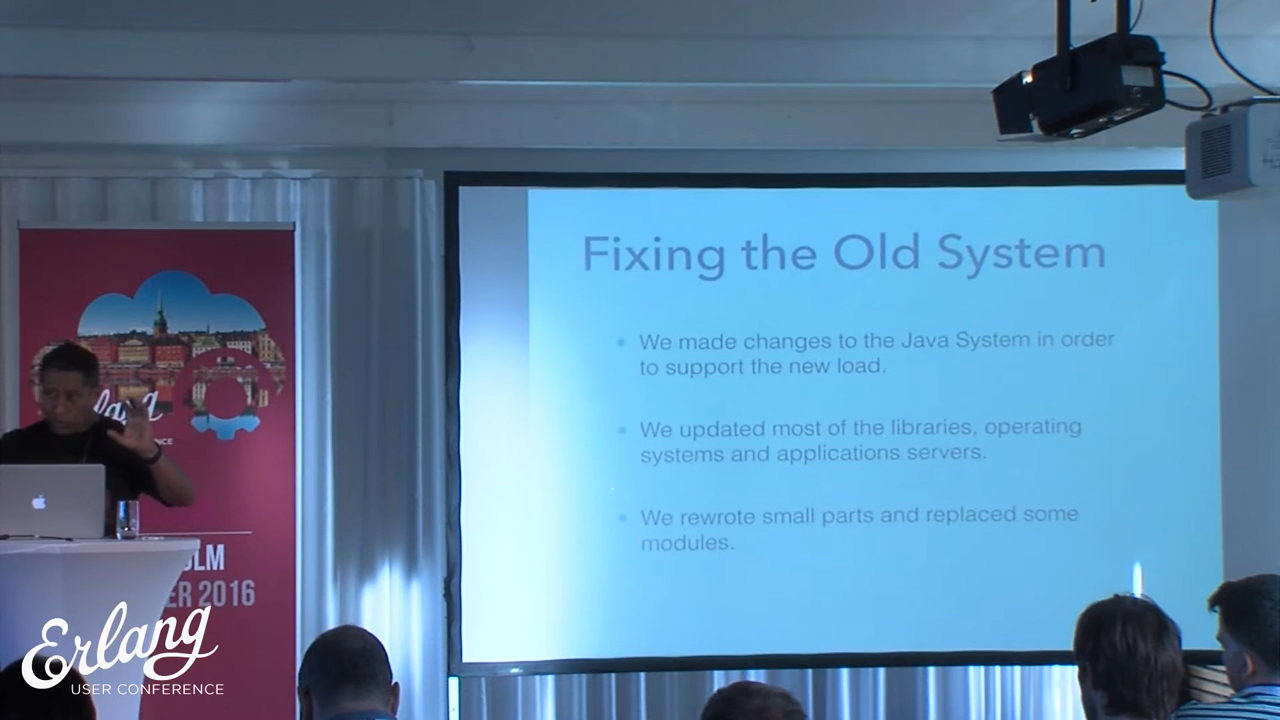 Fixing the Old System
We made changes to the Java System in order
to support the new load.
We updated most of the libraries, operating
systems and applications servers.
We rewrote small parts and replaced some
modules.
2016
Erlang
USER CONFERENCE